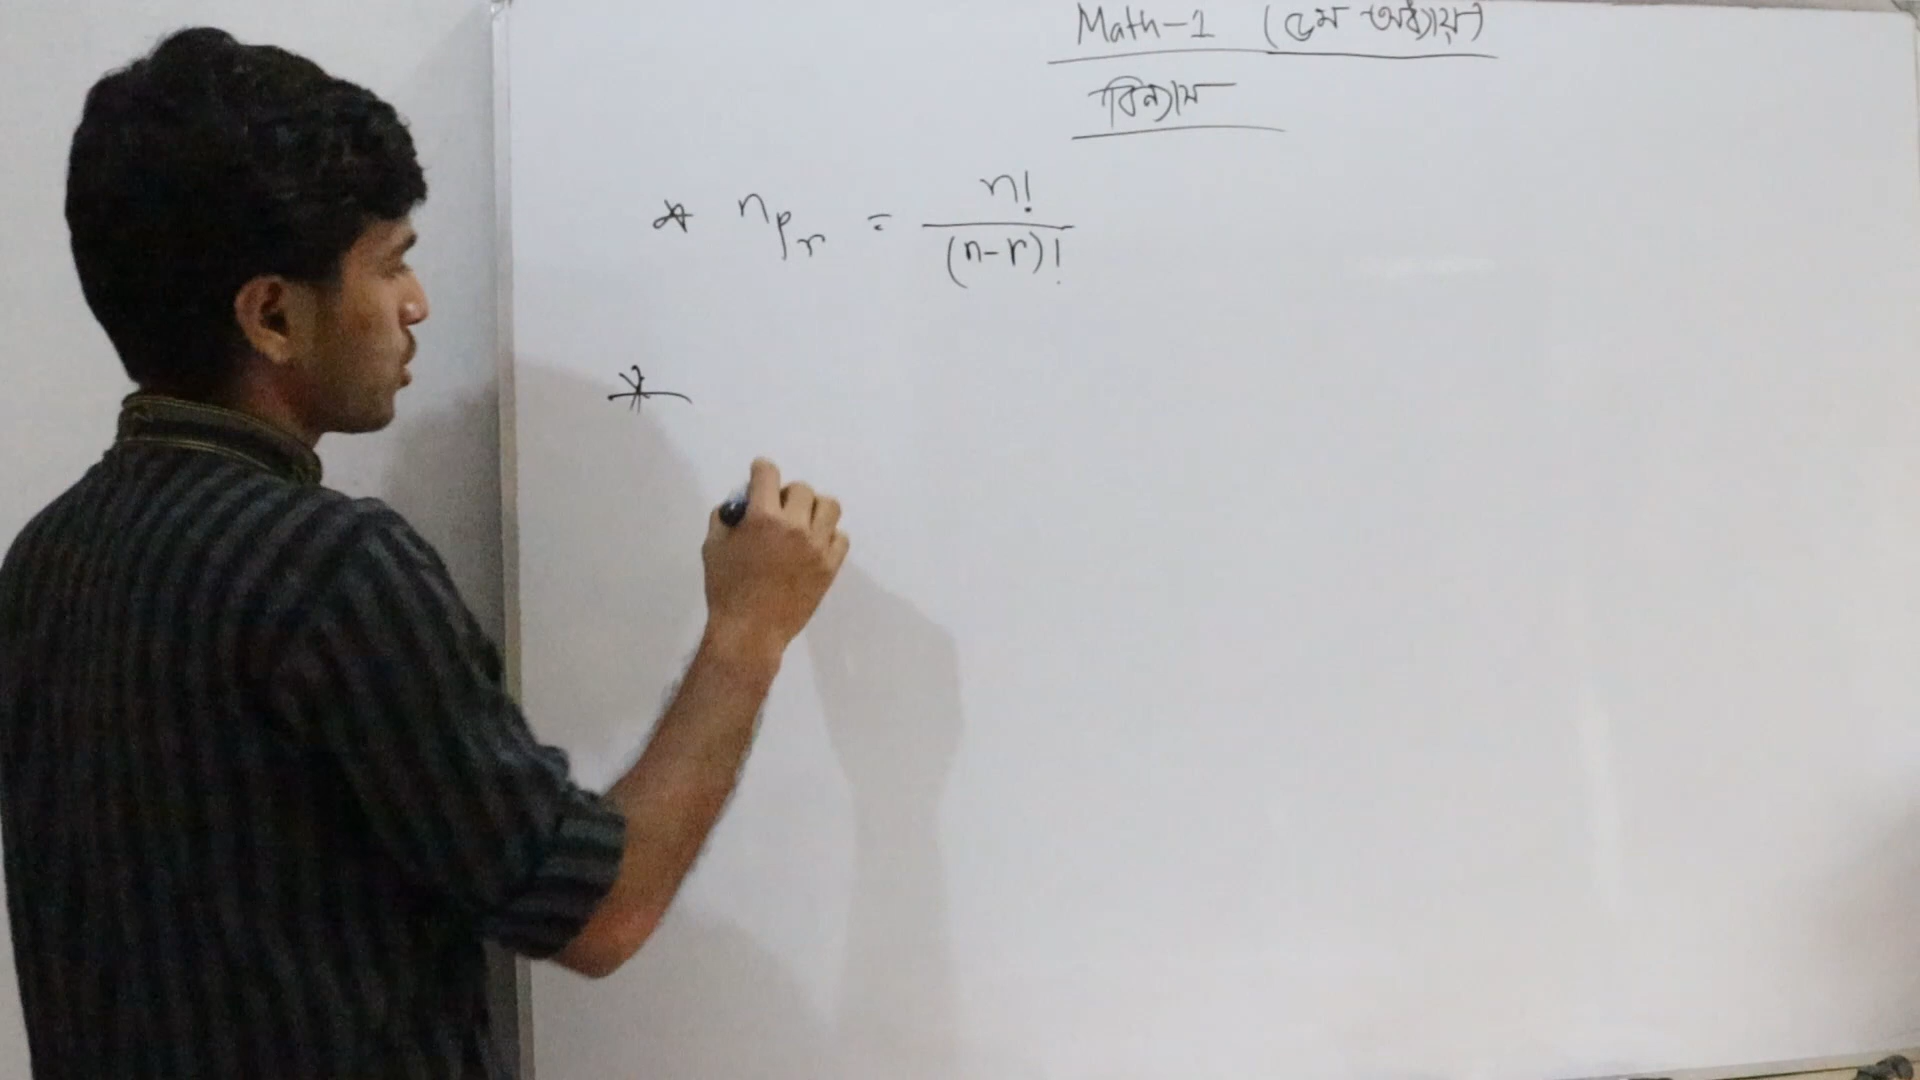 Math-1 (৫ম অধ্যায়)
বিন্যাস
* nPr = n!/(n-r)!
*